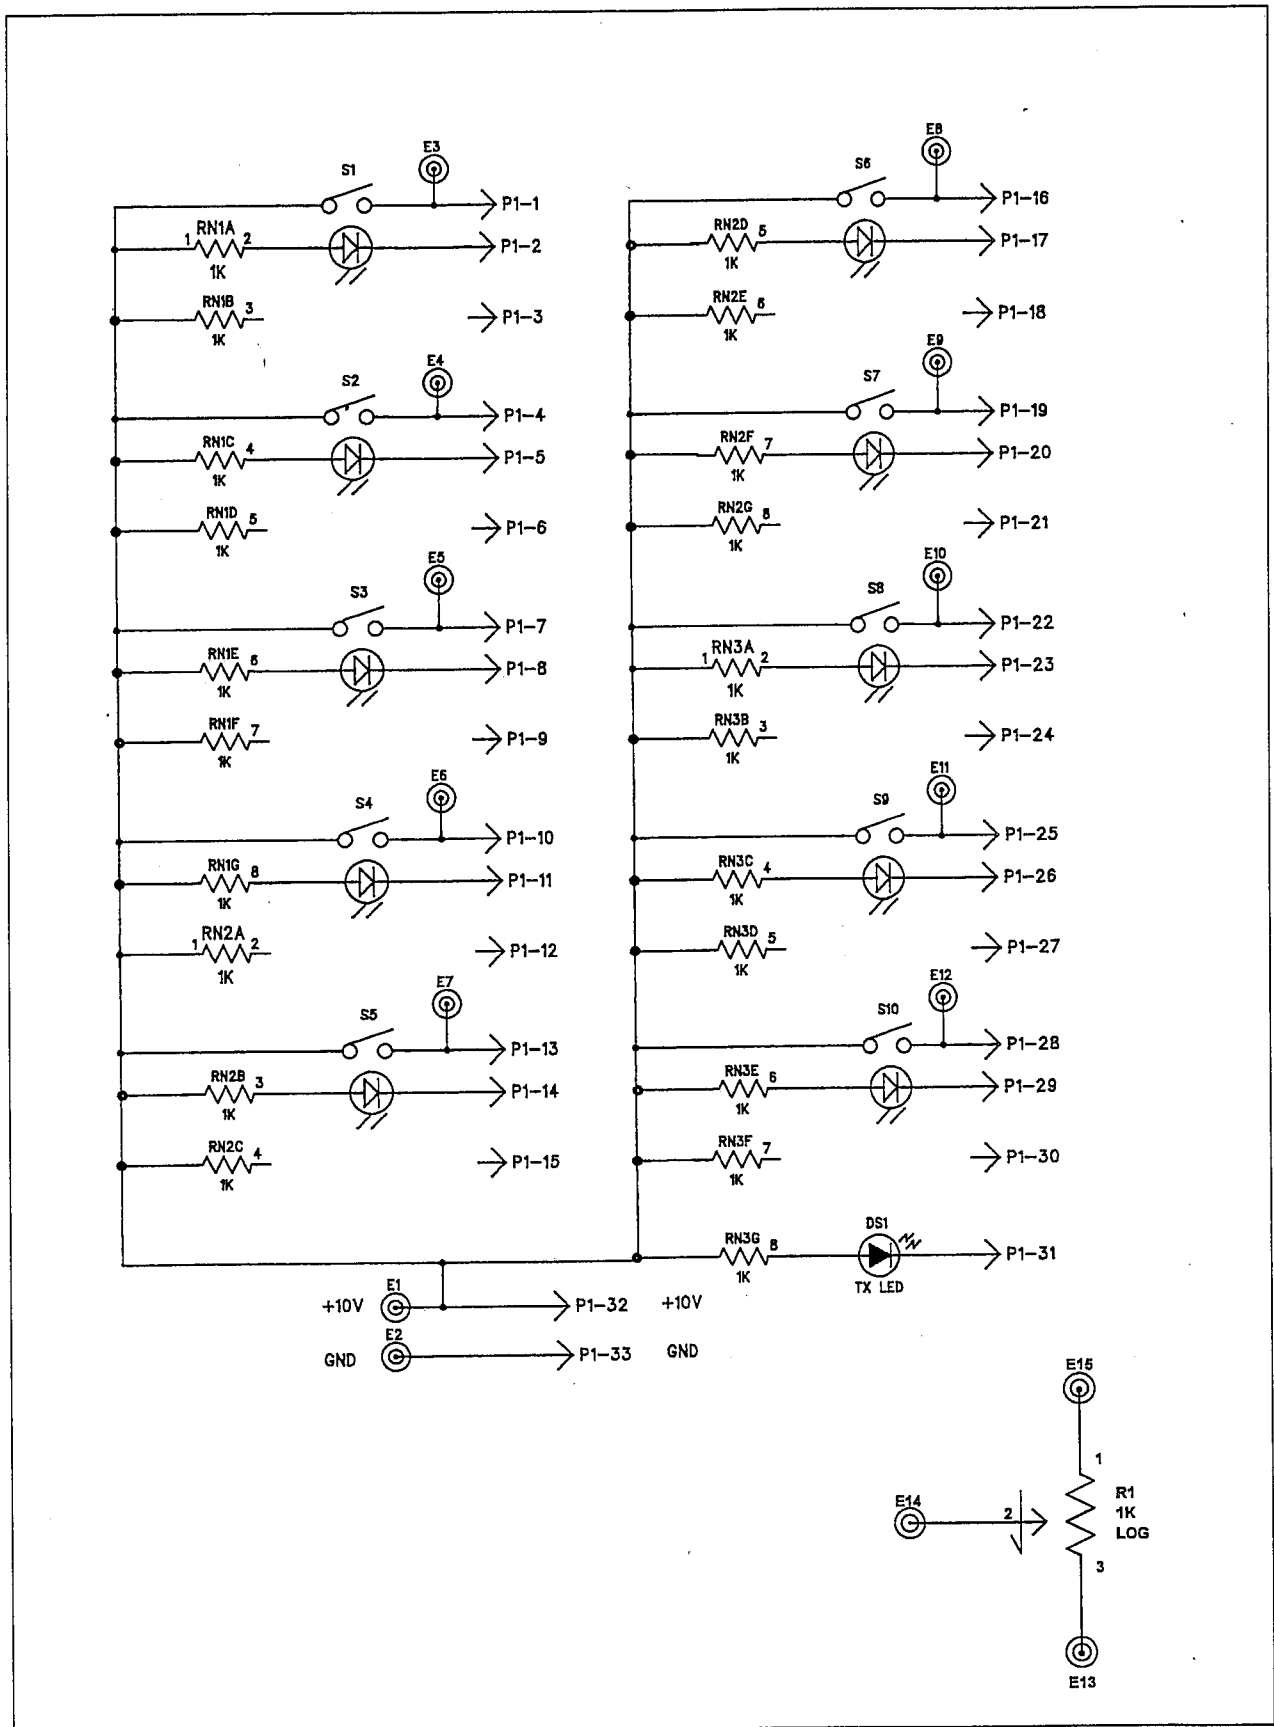 E3
S1
P1-1
RN1A
1 2
P1-2
1K
RN1B
3
P1-3
1K
E4
S2
P1-4
RN1C
4
P1-5
1K
RN1D
5
P1-6
1K
E5
S3
P1-7
RN1E
6
P1-8
1K
RN1F
7
P1-9
1K
E6
S4
P1-10
RN1G
8
P1-11
1K
RN2A
1 2
P1-12
1K
E7
S5
P1-13
RN2B
3
P1-14
1K
RN2C
4
P1-15
1K
E8
S6
P1-16
RN2D
5
P1-17
1K
RN2E
6
P1-18
1K
E9
S7
P1-19
RN2F
7
P1-20
1K
RN2G
8
P1-21
1K
E10
S8
P1-22
RN3A
1 2
P1-23
1K
RN3B
3
P1-24
1K
E11
S9
P1-25
RN3C
4
P1-26
1K
RN3D
5
P1-27
1K
E12
S10
P1-28
RN3E
6
P1-29
1K
RN3F
7
P1-30
1K
DS1
RN3G
8
P1-31
1K
TX LED
E1
+10V
P1-32
+10V
E2
GND
P1-33
GND
E15
1
R1
1K
LOG
E14
2
3
E13